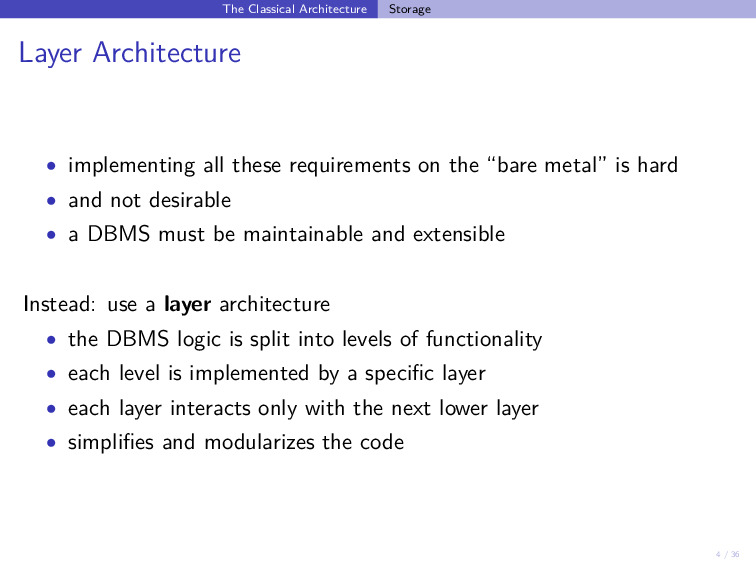 The Classical Architecture Storage
Layer Architecture
• implementing all these requirements on the “bare metal” is hard
• and not desirable
• a DBMS must be maintainable and extensible
Instead: use a layer architecture
• the DBMS logic is split into levels of functionality
• each level is implemented by a specific layer
• each layer interacts only with the next lower layer
• simplifies and modularizes the code
4 / 36